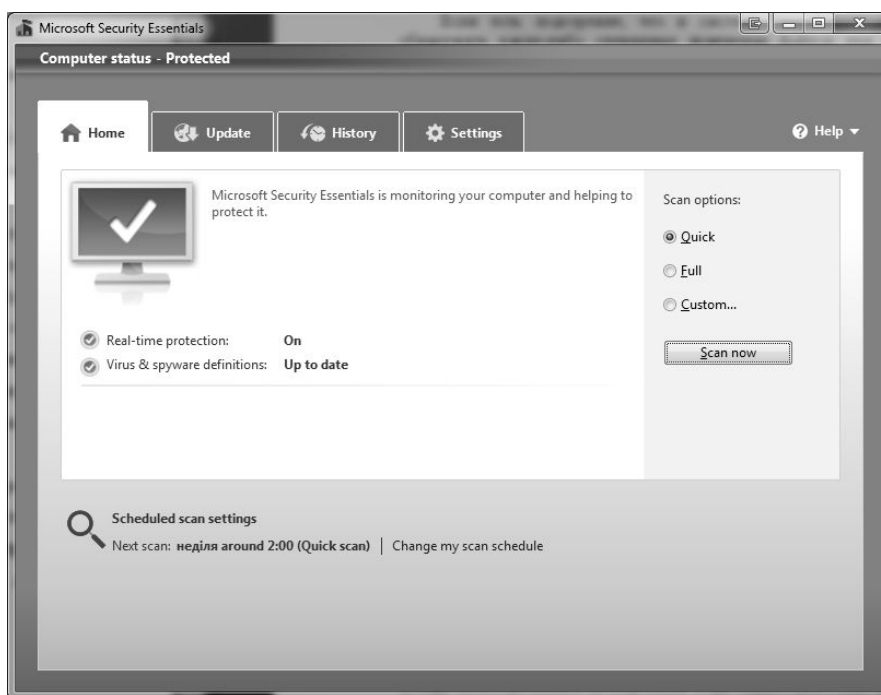 Microsoft Security Essentials
Computer status - Protected
Home
Update
History
Settings
Help
Microsoft Security Essentials is monitoring your computer and helping to
protect it.
Real-time protection: On
Virus & spyware definitions: Up to date
Scan options:
Quick
Full
Custom...
Scan now
Scheduled scan settings
Next scan: неділя around 2:00 (Quick scan) | Change my scan schedule